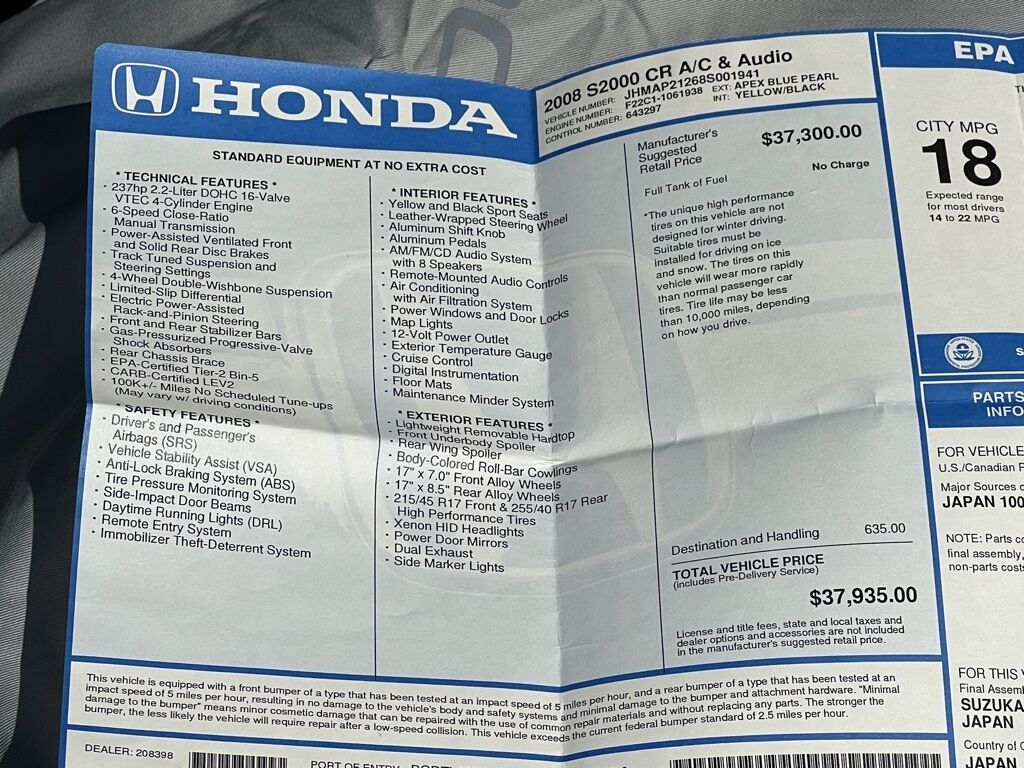 HONDA
2008 S2000 CR A/C & Audio
VEHICLE NUMBER: JHMAP21268S001941
ENGINE NUMBER: F22C1-1061938 EXT: APEX BLUE PEARL
CONTROL NUMBER: 643297 INT: YELLOW/BLACK
STANDARD EQUIPMENT AT NO EXTRA COST
* TECHNICAL FEATURES *
· 237hp 2.2-Liter DOHC 16-Valve
VTEC 4-Cylinder Engine
· 6-Speed Close-Ratio
Manual Transmission
· Power-Assisted Ventilated Front
and Solid Rear Disc Brakes
· Track Tuned Suspension and
Steering Settings
· 4-Wheel Double-Wishbone Suspension
· Limited-Slip Differential
· Electric Power-Assisted
Rack-and-Pinion Steering
· Front and Rear Stabilizer Bars
· Gas-Pressurized Progressive-Valve
Shock Absorbers
· Rear Chassis Brace
· EPA-Certified Tier-2 Bin-5
· CARB-Certified LEV2
· 100K+/- Miles No Scheduled Tune-ups
(May vary w/ driving conditions)
* SAFETY FEATURES *
· Driver's and Passenger's
Airbags (SRS)
· Vehicle Stability Assist (VSA)
· Anti-Lock Braking System (ABS)
· Tire Pressure Monitoring System
· Side-Impact Door Beams
· Daytime Running Lights (DRL)
· Remote Entry System
· Immobilizer Theft-Deterrent System
* INTERIOR FEATURES *
· Yellow and Black Sport Seats
· Leather-Wrapped Steering Wheel
· Aluminum Shift Knob
· Aluminum Pedals
· AM/FM/CD Audio System
with 8 Speakers
· Remote-Mounted Audio Controls
· Air Conditioning
with Air Filtration System
· Power Windows and Door Locks
· Map Lights
· 12-Volt Power Outlet
· Exterior Temperature Gauge
· Cruise Control
· Digital Instrumentation
· Floor Mats
· Maintenance Minder System
* EXTERIOR FEATURES *
· Lightweight Removable Hardtop
· Front Underbody Spoiler
· Rear Wing Spoiler
· Body-Colored Roll-Bar Cowlings
· 17" x 7.0" Front Alloy Wheels
· 17" x 8.5" Rear Alloy Wheels
· 215/45 R17 Front & 255/40 R17 Rear
High Performance Tires
· Xenon HID Headlights
· Power Door Mirrors
· Dual Exhaust
· Side Marker Lights
Manufacturer's
Suggested
Retail Price $37,300.00
Full Tank of Fuel No Charge
*The unique high performance
tires on this vehicle are not
designed for winter driving.
Suitable tires must be
installed for driving on ice
and snow. The tires on this
vehicle will wear more rapidly
than normal passenger car
tires. Tire life may be less
than 10,000 miles, depending
on how you drive.
Destination and Handling 635.00
TOTAL VEHICLE PRICE
(includes Pre-Delivery Service)
$37,935.00
License and title fees, state and local taxes and
dealer options and accessories are not included
in the manufacturer's suggested retail price.
This vehicle is equipped with a front bumper of a type that has been tested at an impact speed of 5 miles per hour, and a rear bumper of a type that has been tested at an
impact speed of 5 miles per hour, resulting in no damage to the vehicle's body and safety systems and minimal damage to the bumper and attachment hardware. "Minimal
damage to the bumper" means minor cosmetic damage that can be repaired with the use of common repair materials and without replacing any parts. The stronger the
bumper, the less likely the vehicle will require repair after a low-speed collision. This vehicle exceeds the current federal bumper standard of 2.5 miles per hour.
DEALER: 208398
PORT OF ENTRY
EPA
CITY MPG
18
Expected range
for most drivers
14 to 22 MPG
PARTS
INFO
FOR VEHICLE
U.S./Canadian
Major Sources
JAPAN 100
NOTE: Parts
final assembly,
non-parts costs
FOR THIS
Final Assem
SUZUKA
JAPAN
Country of
JAPAN